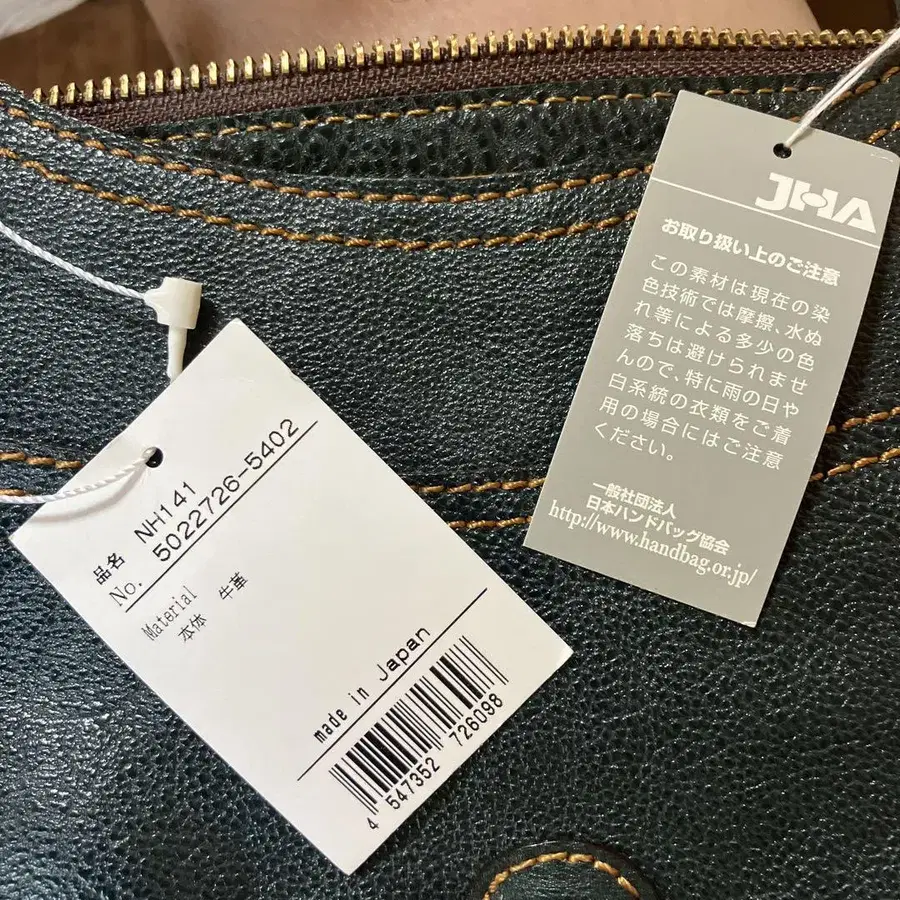 品名 NH141
No. 5022726-5402
Material
本体 牛革
made in Japan
4 547352 726098
JHA
お取り扱い上のご注意
この素材は現在の染
色技術では摩擦、水ぬ
れ等による多少の色
落ちは避けられませ
んので、特に雨の日や
白系統の衣類をご着
用の場合にはご注意
ください。
一般社団法人
日本ハンドバッグ協会
http://www.handbag.or.jp/